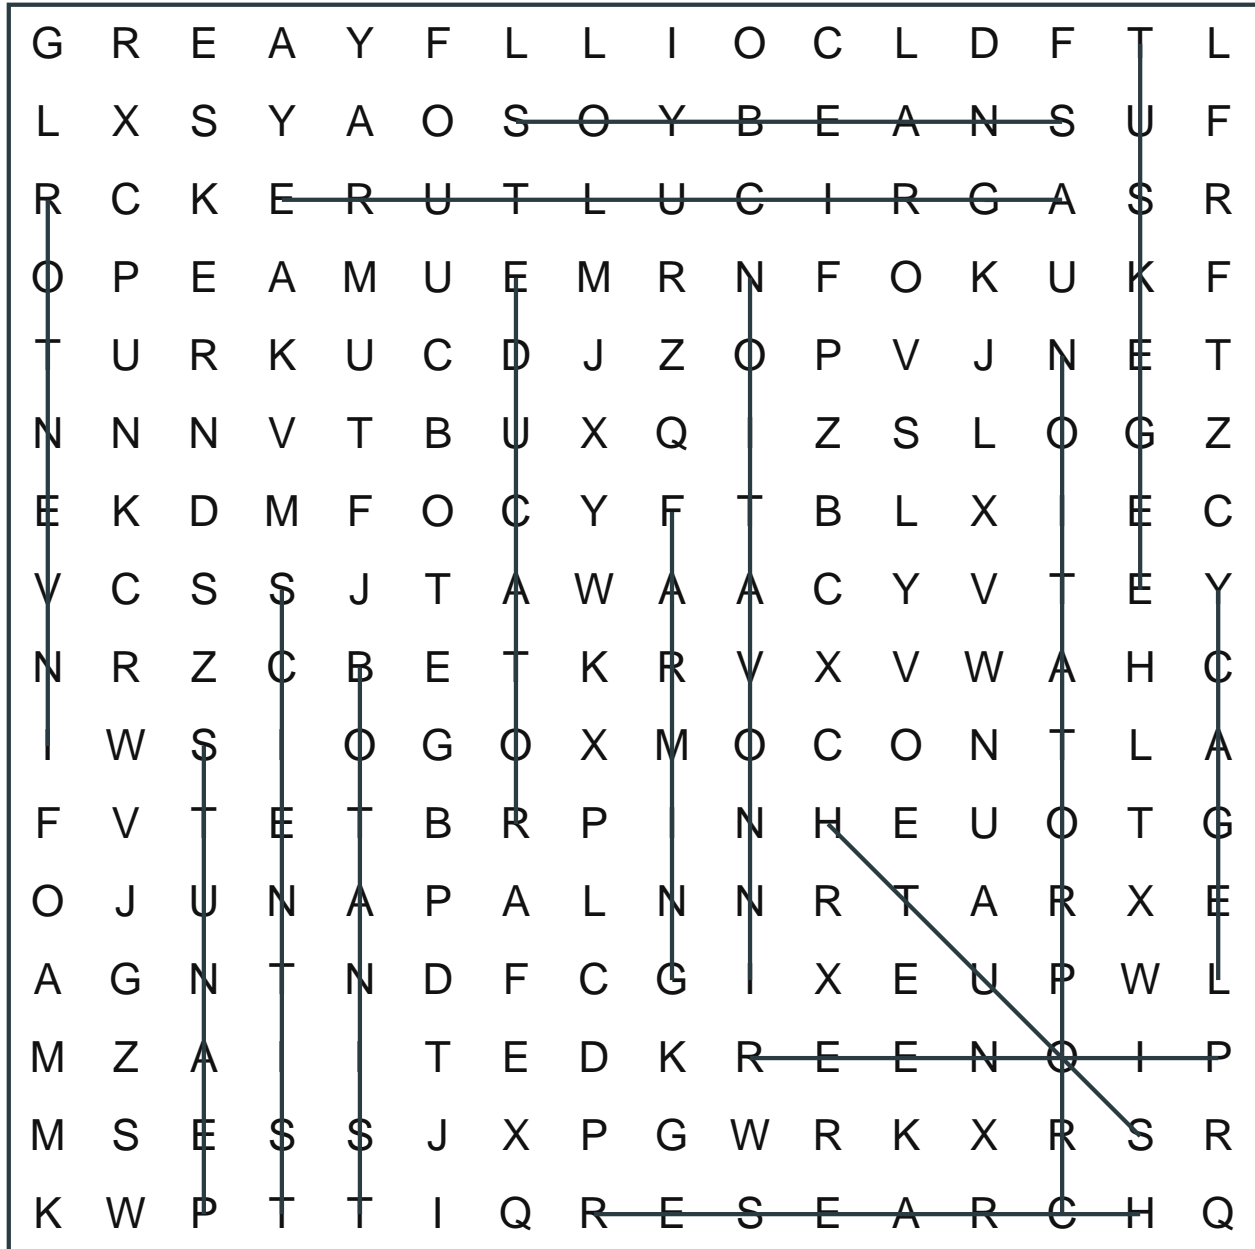 G R E A Y F L L I O C L D F T L
L X S Y A O S O Y B E A N S U F
R C K E R U T L U C I R G A S R
O P E A M U E M R N F O K U K F
T U R K U C D J Z O P V J N E T
N N N V T B U X Q I Z S L O G Z
E K D M F O C Y F T B L X I E C
V C S S J T A W A A C Y V T E Y
N R Z C B E T K R V X V W A H C
I W S I O G O X M O C O N T L A
F V T E T B R P I N H E U O T G
O J U N A P A L N N R T A R X E
A G N T N D F C G I X E U P W L
M Z A I I T E D K R E E N O I P
M S E S S J X P G W R K X R S R
K W P T T I Q R E S E A R C H Q